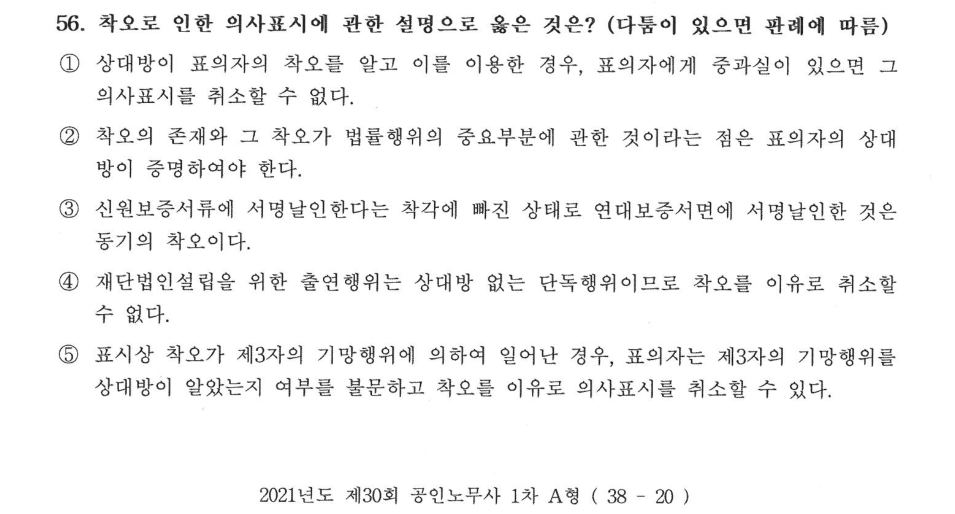 56. 착오로 인한 의사표시에 관한 설명으로 옳은 것은? (다툼이 있으면 판례에 따름)
① 상대방이 표의자의 착오를 알고 이를 이용한 경우, 표의자에게 중과실이 있으면 그
의사표시를 취소할 수 없다.
② 착오의 존재와 그 착오가 법률행위의 중요부분에 관한 것이라는 점은 표의자의 상대
방이 증명하여야 한다.
③ 신원보증서류에 서명날인한다는 착각에 빠진 상태로 연대보증서면에 서명날인한 것은
동기의 착오이다.
④ 재단법인설립을 위한 출연행위는 상대방 없는 단독행위이므로 착오를 이유로 취소할
수 없다.
⑤ 표시상 착오가 제3자의 기망행위에 의하여 일어난 경우, 표의자는 제3자의 기망행위를
상대방이 알았는지 여부를 불문하고 착오를 이유로 의사표시를 취소할 수 있다.
2021년도 제30회 공인노무사 1차 A형 ( 38 - 20 )